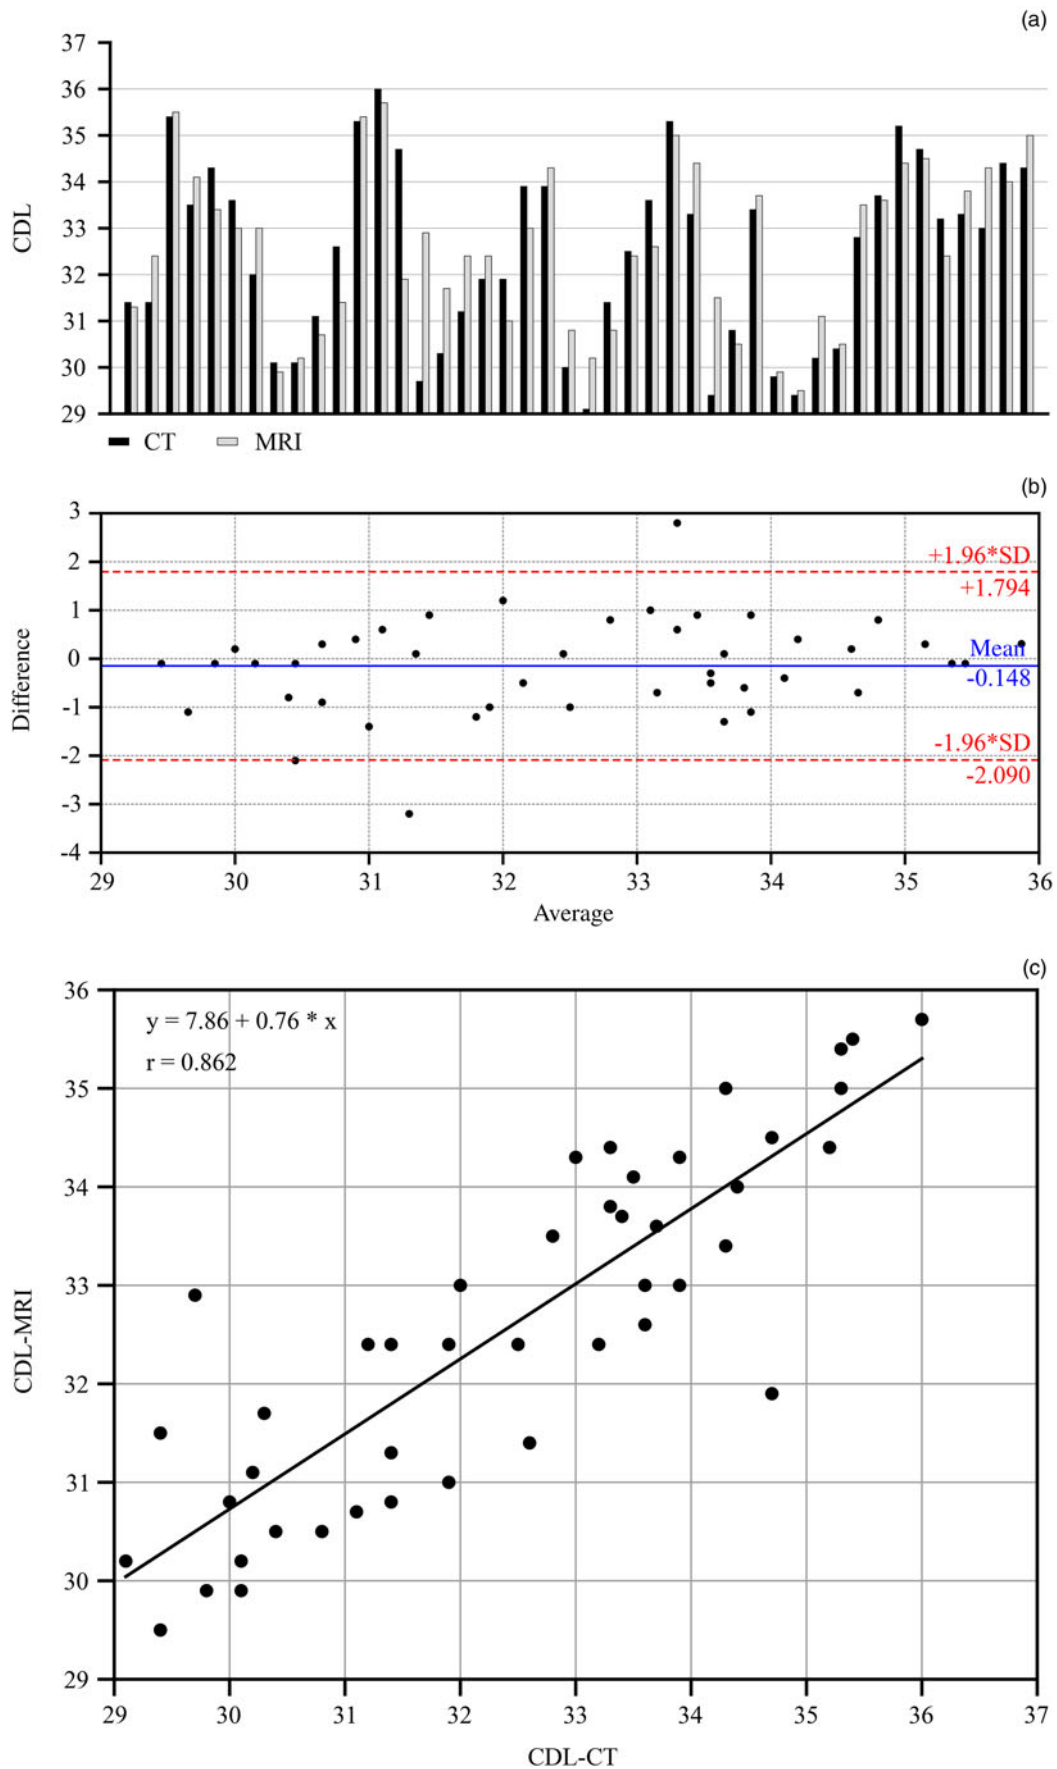 (a)
37
36
35
34
33
32
31
30
29
CDL
CT MRI
(b)
3
2
1
0
-1
-2
-3
-4
Difference
+1.96*SD
+1.794
Mean
-0.148
-1.96*SD
-2.090
29 30 31 32 33 34 35 36
Average
(c)
36
35
34
33
32
31
30
29
CDL-MRI
y = 7.86 + 0.76 * x
r = 0.862
29 30 31 32 33 34 35 36 37
CDL-CT